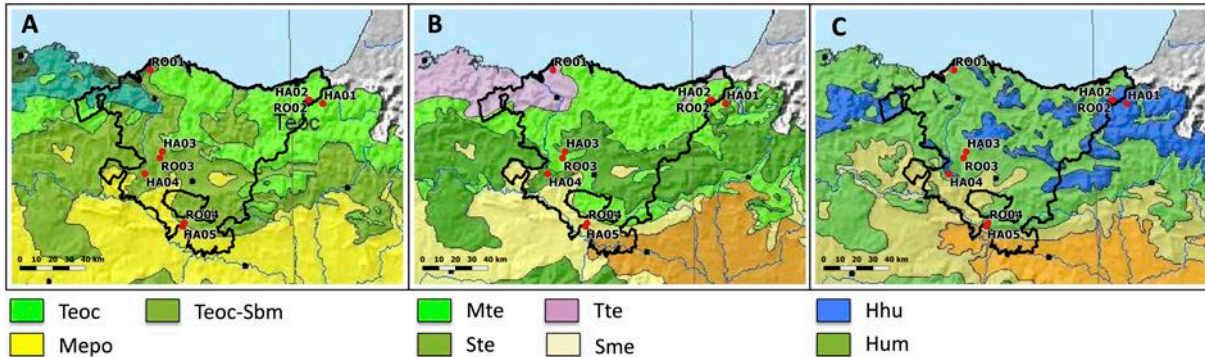 A
RO01
HA02
HA01
RO02
Teoc
HA03
RO03
HA04
RO04
HA05
0 10 20 30 40 km
B
RO01
HA02
HA01
RO02
HA03
RO03
HA04
RO04
HA05
0 10 20 30 40 km
C
RO01
HA02
HA01
RO02
HA03
RO03
HA04
RO04
HA05
0 10 20 30 40 km
Teoc Teoc-Sbm Mte Tte Hhu
Mepo Ste Sme Hum